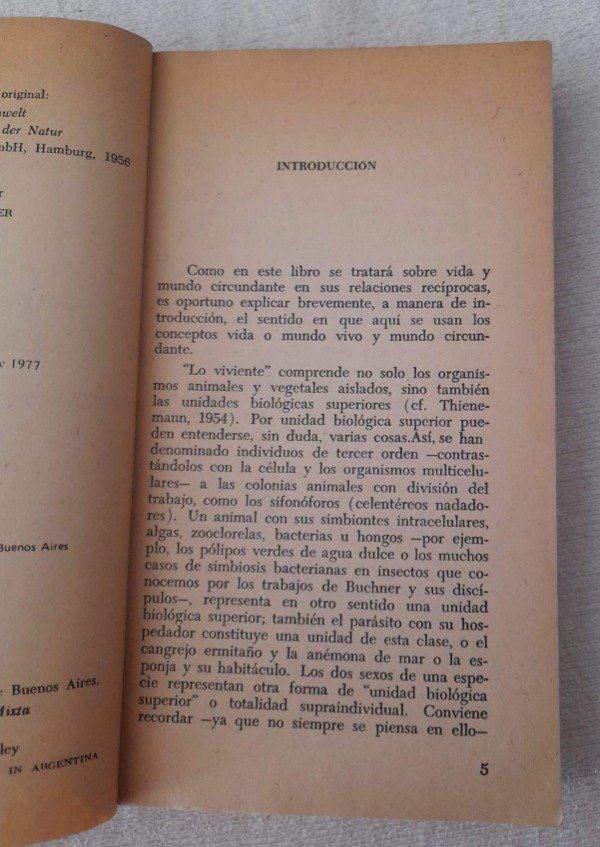 original:
nwelt
der Natur
mbH, Hamburg, 1956
r
ER
1977
Buenos Aires
Buenos Aires.
Mixta
ley
IN ARGENTINA
INTRODUCCIÓN
Como en este libro se tratará sobre vida y
mundo circundante en sus relaciones recíprocas,
es oportuno explicar brevemente, a manera de in-
troducción, el sentido en que aquí se usan los
conceptos vida o mundo vivo y mundo circun-
dante.
"Lo viviente" comprende no solo los organis-
mos animales y vegetales aislados, sino también
las unidades biológicas superiores (cf. Thiene-
mann, 1954). Por unidad biológica superior pue-
den entenderse, sin duda, varias cosas.Así, se han
denominado individuos de tercer orden —contras-
tándolos con la célula y los organismos multicelu-
lares— a las colonias animales con división del
trabajo, como los sifonóforos (celentéreos nadado-
res). Un animal con sus simbiontes intracelulares,
algas, zooclorelas, bacterias u hongos —por ejem-
plo, los pólipos verdes de agua dulce o los muchos
casos de simbiosis bacterianas en insectos que co-
nocemos por los trabajos de Buchner y sus discí-
pulos—, representa en otro sentido una unidad
biológica superior; también el parásito con su hos-
pedador constituye una unidad de esta clase, o el
cangrejo ermitaño y la anémona de mar o la es-
ponja y su habitáculo. Los dos sexos de una espe-
cie representan otra forma de "unidad biológica
superior" o totalidad supraindividual. Conviene
recordar —ya que no siempre se piensa en ello—
5